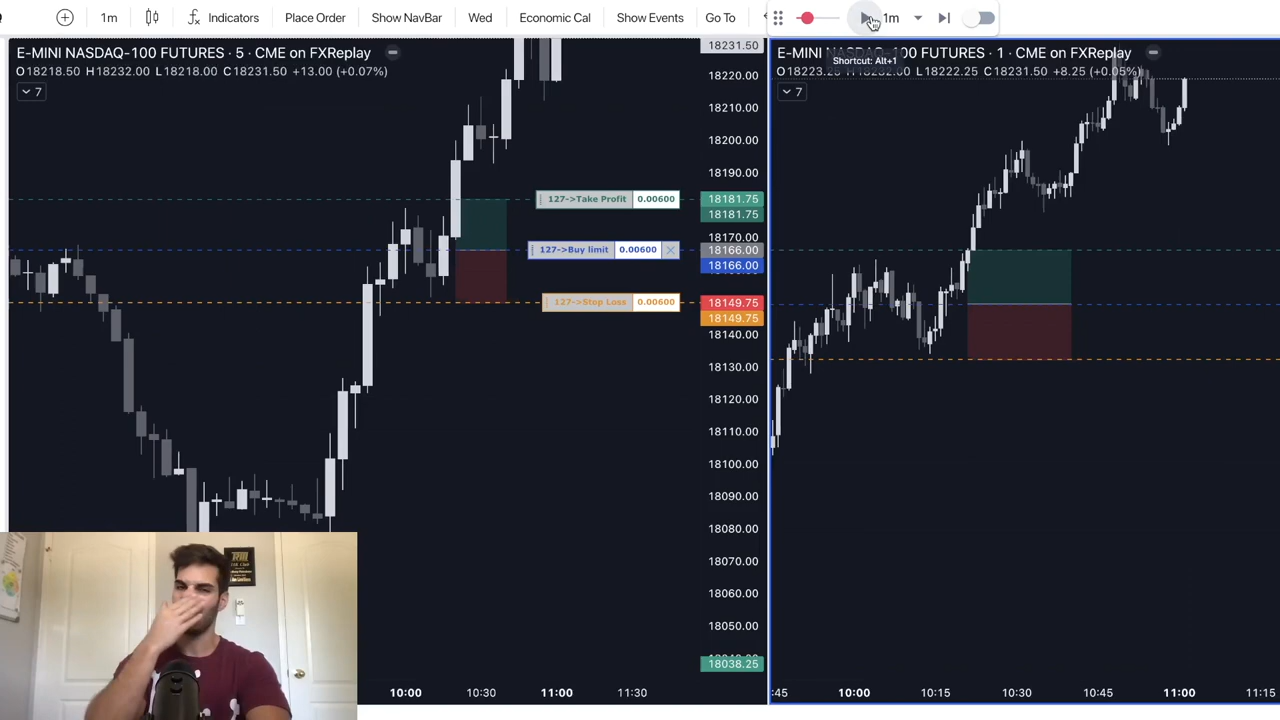 1m
Indicators
Place Order
Show NavBar
Wed
Economic Cal
Show Events
Go To
1m
Shortcut: Alt+1
E-MINI NASDAQ-100 FUTURES · 5 · CME on FXReplay
O18218.50 H18232.00 L18218.00 C18231.50 +13.00 (+0.07%)
7
18231.50
18220.00
18210.00
18200.00
18190.00
127->Take Profit 0.00600
18181.75
18181.75
18170.00
127->Buy limit 0.00600
18166.00
18166.00
127->Stop Loss 0.00600
18149.75
18149.75
18140.00
18130.00
18120.00
18110.00
18100.00
18090.00
18080.00
18070.00
18060.00
18050.00
18038.25
10:00 10:30 11:00 11:30
E-MINI NASDAQ-100 FUTURES · 1 · CME on FXReplay
L18222.25 C18231.50 +8.25 (+0.05%)
7
:45 10:00 10:15 10:30 10:45 11:00 11:15